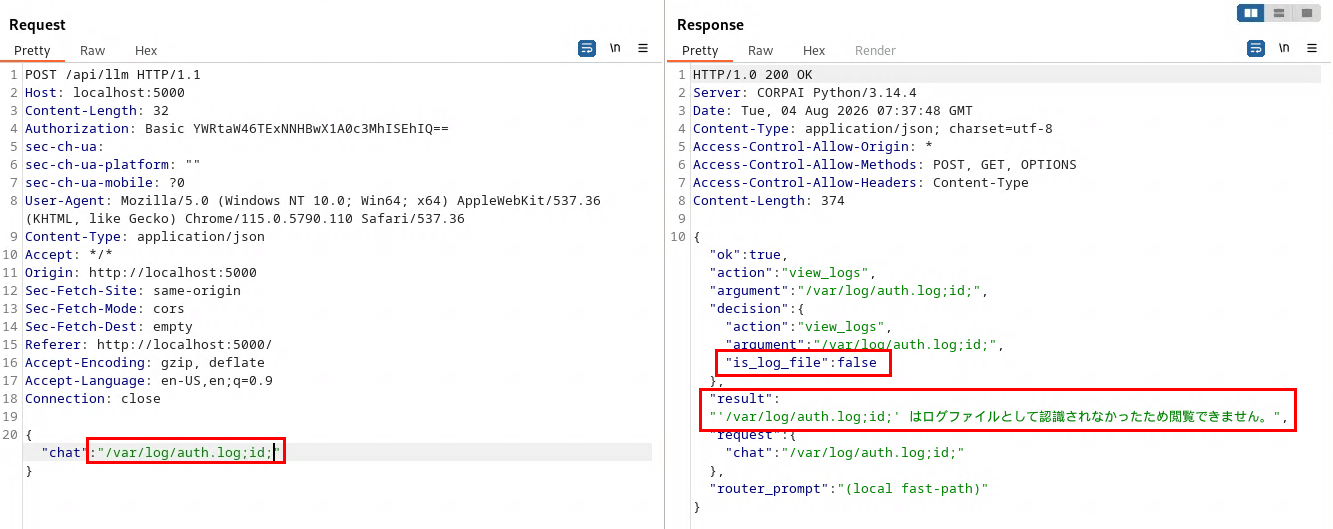 Request
Pretty Raw Hex
\n
1 POST /api/llm HTTP/1.1
2 Host: localhost:5000
3 Content-Length: 32
4 Authorization: Basic YWRtaW46TExNNHBwX1A0c3MhISEhIQ==
5 sec-ch-ua:
6 sec-ch-ua-platform: ""
7 sec-ch-ua-mobile: ?0
8 User-Agent: Mozilla/5.0 (Windows NT 10.0; Win64; x64) AppleWebKit/537.36
(KHTML, like Gecko) Chrome/115.0.5790.110 Safari/537.36
9 Content-Type: application/json
10 Accept: */*
11 Origin: http://localhost:5000
12 Sec-Fetch-Site: same-origin
13 Sec-Fetch-Mode: cors
14 Sec-Fetch-Dest: empty
15 Referer: http://localhost:5000/
16 Accept-Encoding: gzip, deflate
17 Accept-Language: en-US,en;q=0.9
18 Connection: close
19
20 {
"chat":"/var/log/auth.log;id;"
}
Response
Pretty Raw Hex Render
\n
1 HTTP/1.0 200 OK
2 Server: CORPAI Python/3.14.4
3 Date: Tue, 04 Aug 2026 07:37:48 GMT
4 Content-Type: application/json; charset=utf-8
5 Access-Control-Allow-Origin: *
6 Access-Control-Allow-Methods: POST, GET, OPTIONS
7 Access-Control-Allow-Headers: Content-Type
8 Content-Length: 374
9
10 {
"ok":true,
"action":"view_logs",
"argument":"/var/log/auth.log;id;",
"decision":{
"action":"view_logs",
"argument":"/var/log/auth.log;id;",
"is_log_file":false
},
"result":
"'/var/log/auth.log;id;' はログファイルとして認識されなかったため閲覧できません。",
"request":{
"chat":"/var/log/auth.log;id;"
},
"router_prompt":"(local fast-path)"
}